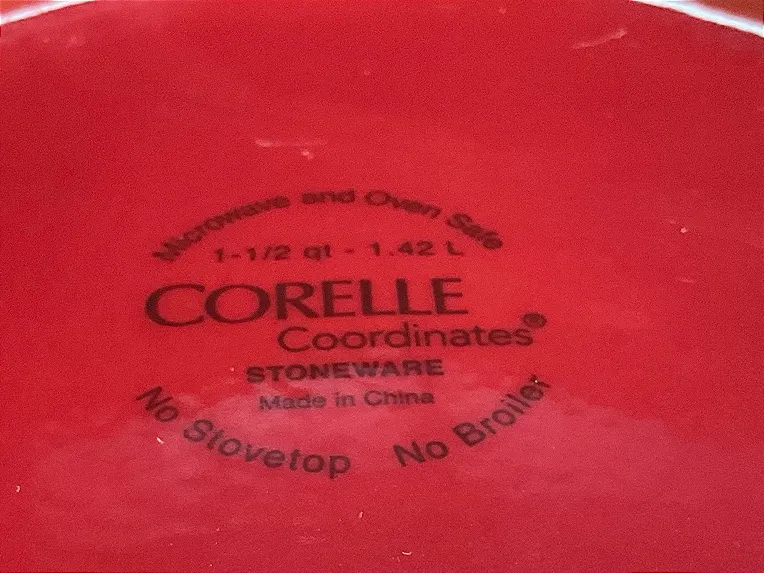 Microwave and Oven Safe
1-1/2 qt - 1.42 L
CORELLE
Coordinates®
STONEWARE
Made in China
No Stovetop No Broiler